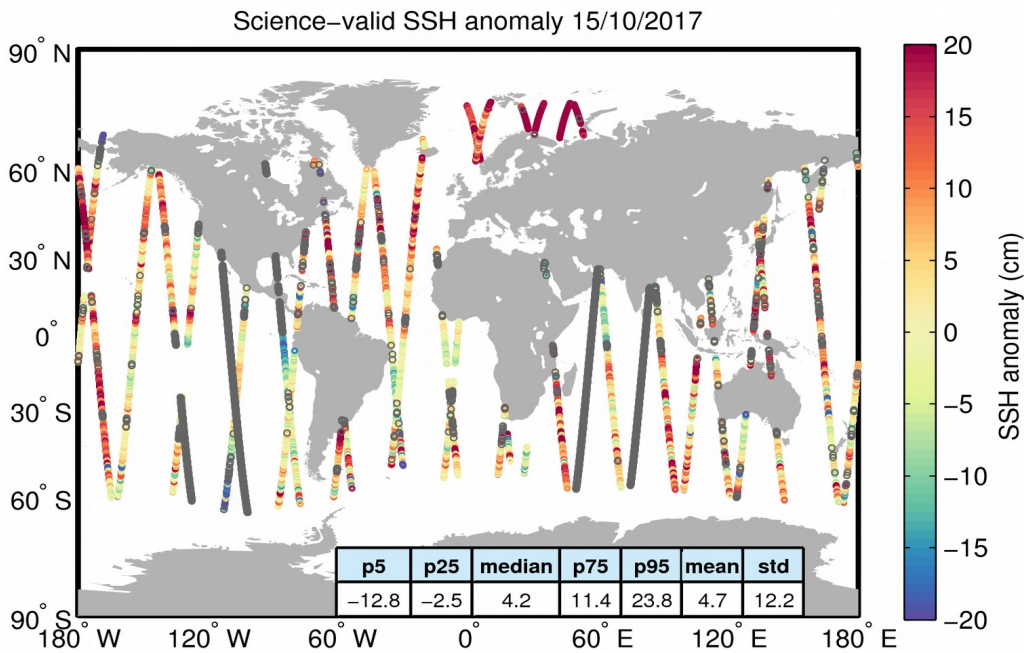 Science−valid SSH anomaly 15/10/2017
90° N
60° N
30° N
0°
30° S
60° S
90° S
180° W
120° W
60° W
0°
60° E
120° E
180° E
p5 p25 median p75 p95 mean std
−12.8 −2.5 4.2 11.4 23.8 4.7 12.2
20
15
10
5
0
−5
−10
−15
−20
SSH anomaly (cm)